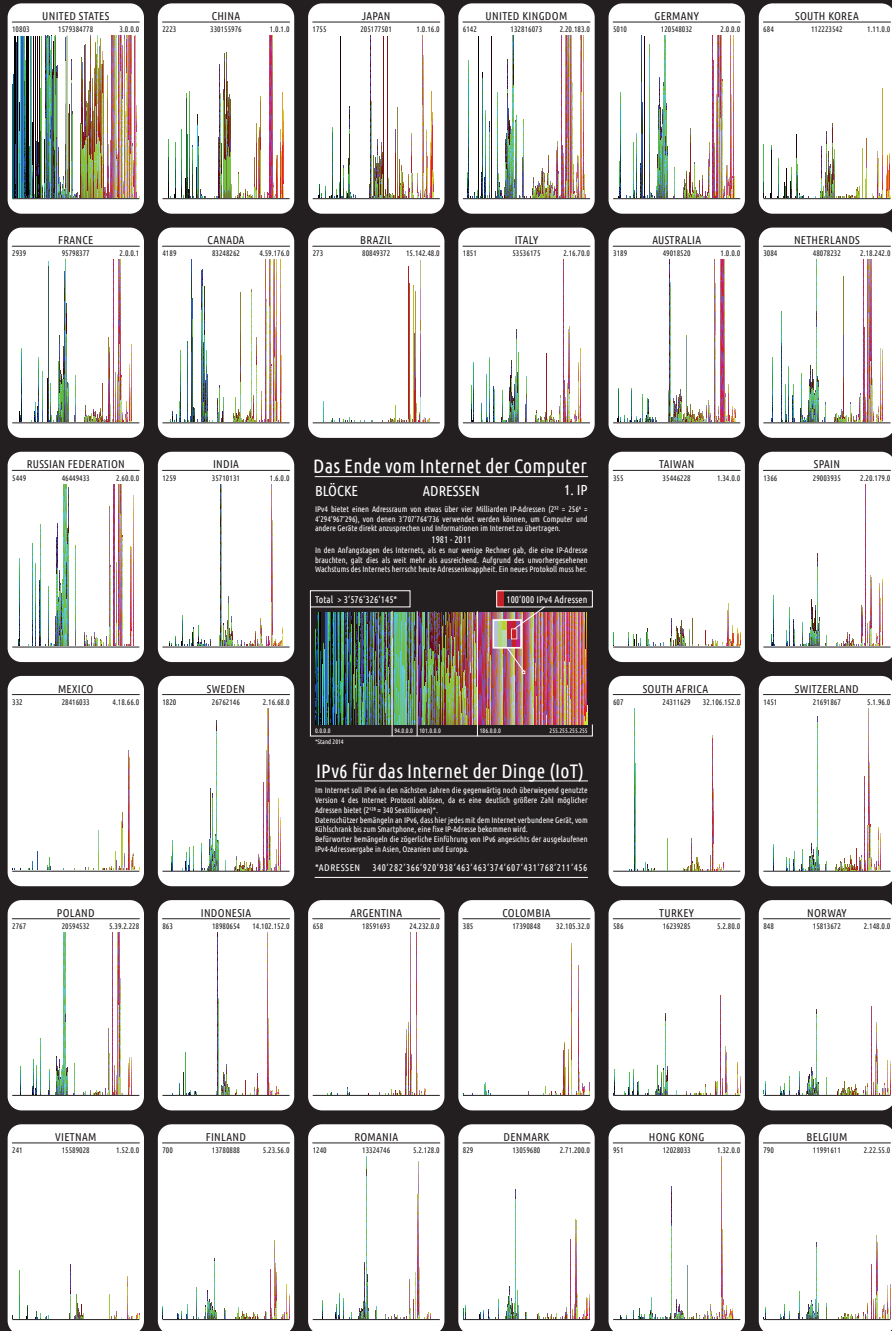 UNITED STATES
10803 1579384778 3.0.0.0
CHINA
2223 330155976 1.0.1.0
JAPAN
1755 205177501 1.0.16.0
UNITED KINGDOM
6142 132816073 2.20.183.0
GERMANY
5010 120548032 2.0.0.0
SOUTH KOREA
684 112223542 1.11.0.0
FRANCE
2939 95798377 2.0.0.1
CANADA
4189 83248262 4.59.176.0
BRAZIL
273 80849372 15.142.48.0
ITALY
1851 53536175 2.16.70.0
AUSTRALIA
3189 49018520 1.0.0.0
NETHERLANDS
3084 48078232 2.18.242.0
RUSSIAN FEDERATION
5449 46449433 2.60.0.0
INDIA
1259 35710131 1.6.0.0
Das Ende vom Internet der Computer
BLÖCKE ADRESSEN 1. IP
IPv4 bietet einen Adressraum von etwas über vier Milliarden IP-Adressen (2³² = 256⁴ =
4'294'967'296), von denen 3'707'764'736 verwendet werden können, um Computer und
andere Geräte direkt anzusprechen und Informationen im Internet zu übertragen.
1981 - 2011
In den Anfangstagen des Internets, als es nur wenige Rechner gab, die eine IP-Adresse
brauchten, galt dies als weit mehr als ausreichend. Aufgrund des unvorhergesehenen
Wachstums des Internets herrscht heute Adressenknappheit. Ein neues Protokoll muss her.
Total > 3'576'326'145*
100'000 IPv4 Adressen
0.0.0.0 94.0.0.0 101.0.0.0 186.0.0.0 255.255.255.255
*Stand 2014
IPv6 für das Internet der Dinge (IoT)
Im Internet soll IPv6 in den nächsten Jahren die gegenwärtig noch überwiegend genutzte
Version 4 des Internet Protocol ablösen, da es eine deutlich größere Zahl möglicher
Adressen bietet (2¹²⁸ = 340 Sextillionen)*.
Datenschützer bemängeln an IPv6, dass hier jedes mit dem Internet verbundene Gerät, vom
Kühlschrank bis zum Smartphone, eine fixe IP-Adresse bekommen wird.
Befürworter bemängeln die zögerliche Einführung von IPv6 angesichts der ausgelaufenen
IPv4-Adressvergabe in Asien, Ozeanien und Europa.
*ADRESSEN 340'282'366'920'938'463'463'374'607'431'768'211'456
TAIWAN
355 35446228 1.34.0.0
SPAIN
1366 29003935 2.20.179.0
MEXICO
332 28416033 4.18.66.0
SWEDEN
1820 26762146 2.16.68.0
SOUTH AFRICA
607 24311629 32.106.152.0
SWITZERLAND
1451 21691867 5.1.96.0
POLAND
2767 20594532 5.39.2.228
INDONESIA
863 18980654 14.102.152.0
ARGENTINA
658 18591693 24.232.0.0
COLOMBIA
385 17390848 32.105.32.0
TURKEY
586 16239285 5.2.80.0
NORWAY
848 15813672 2.148.0.0
VIETNAM
241 15589028 1.52.0.0
FINLAND
700 13780888 5.23.56.0
ROMANIA
1240 13324746 5.2.128.0
DENMARK
829 13059680 2.71.200.0
HONG KONG
951 12028033 1.32.0.0
BELGIUM
790 11991611 2.22.55.0